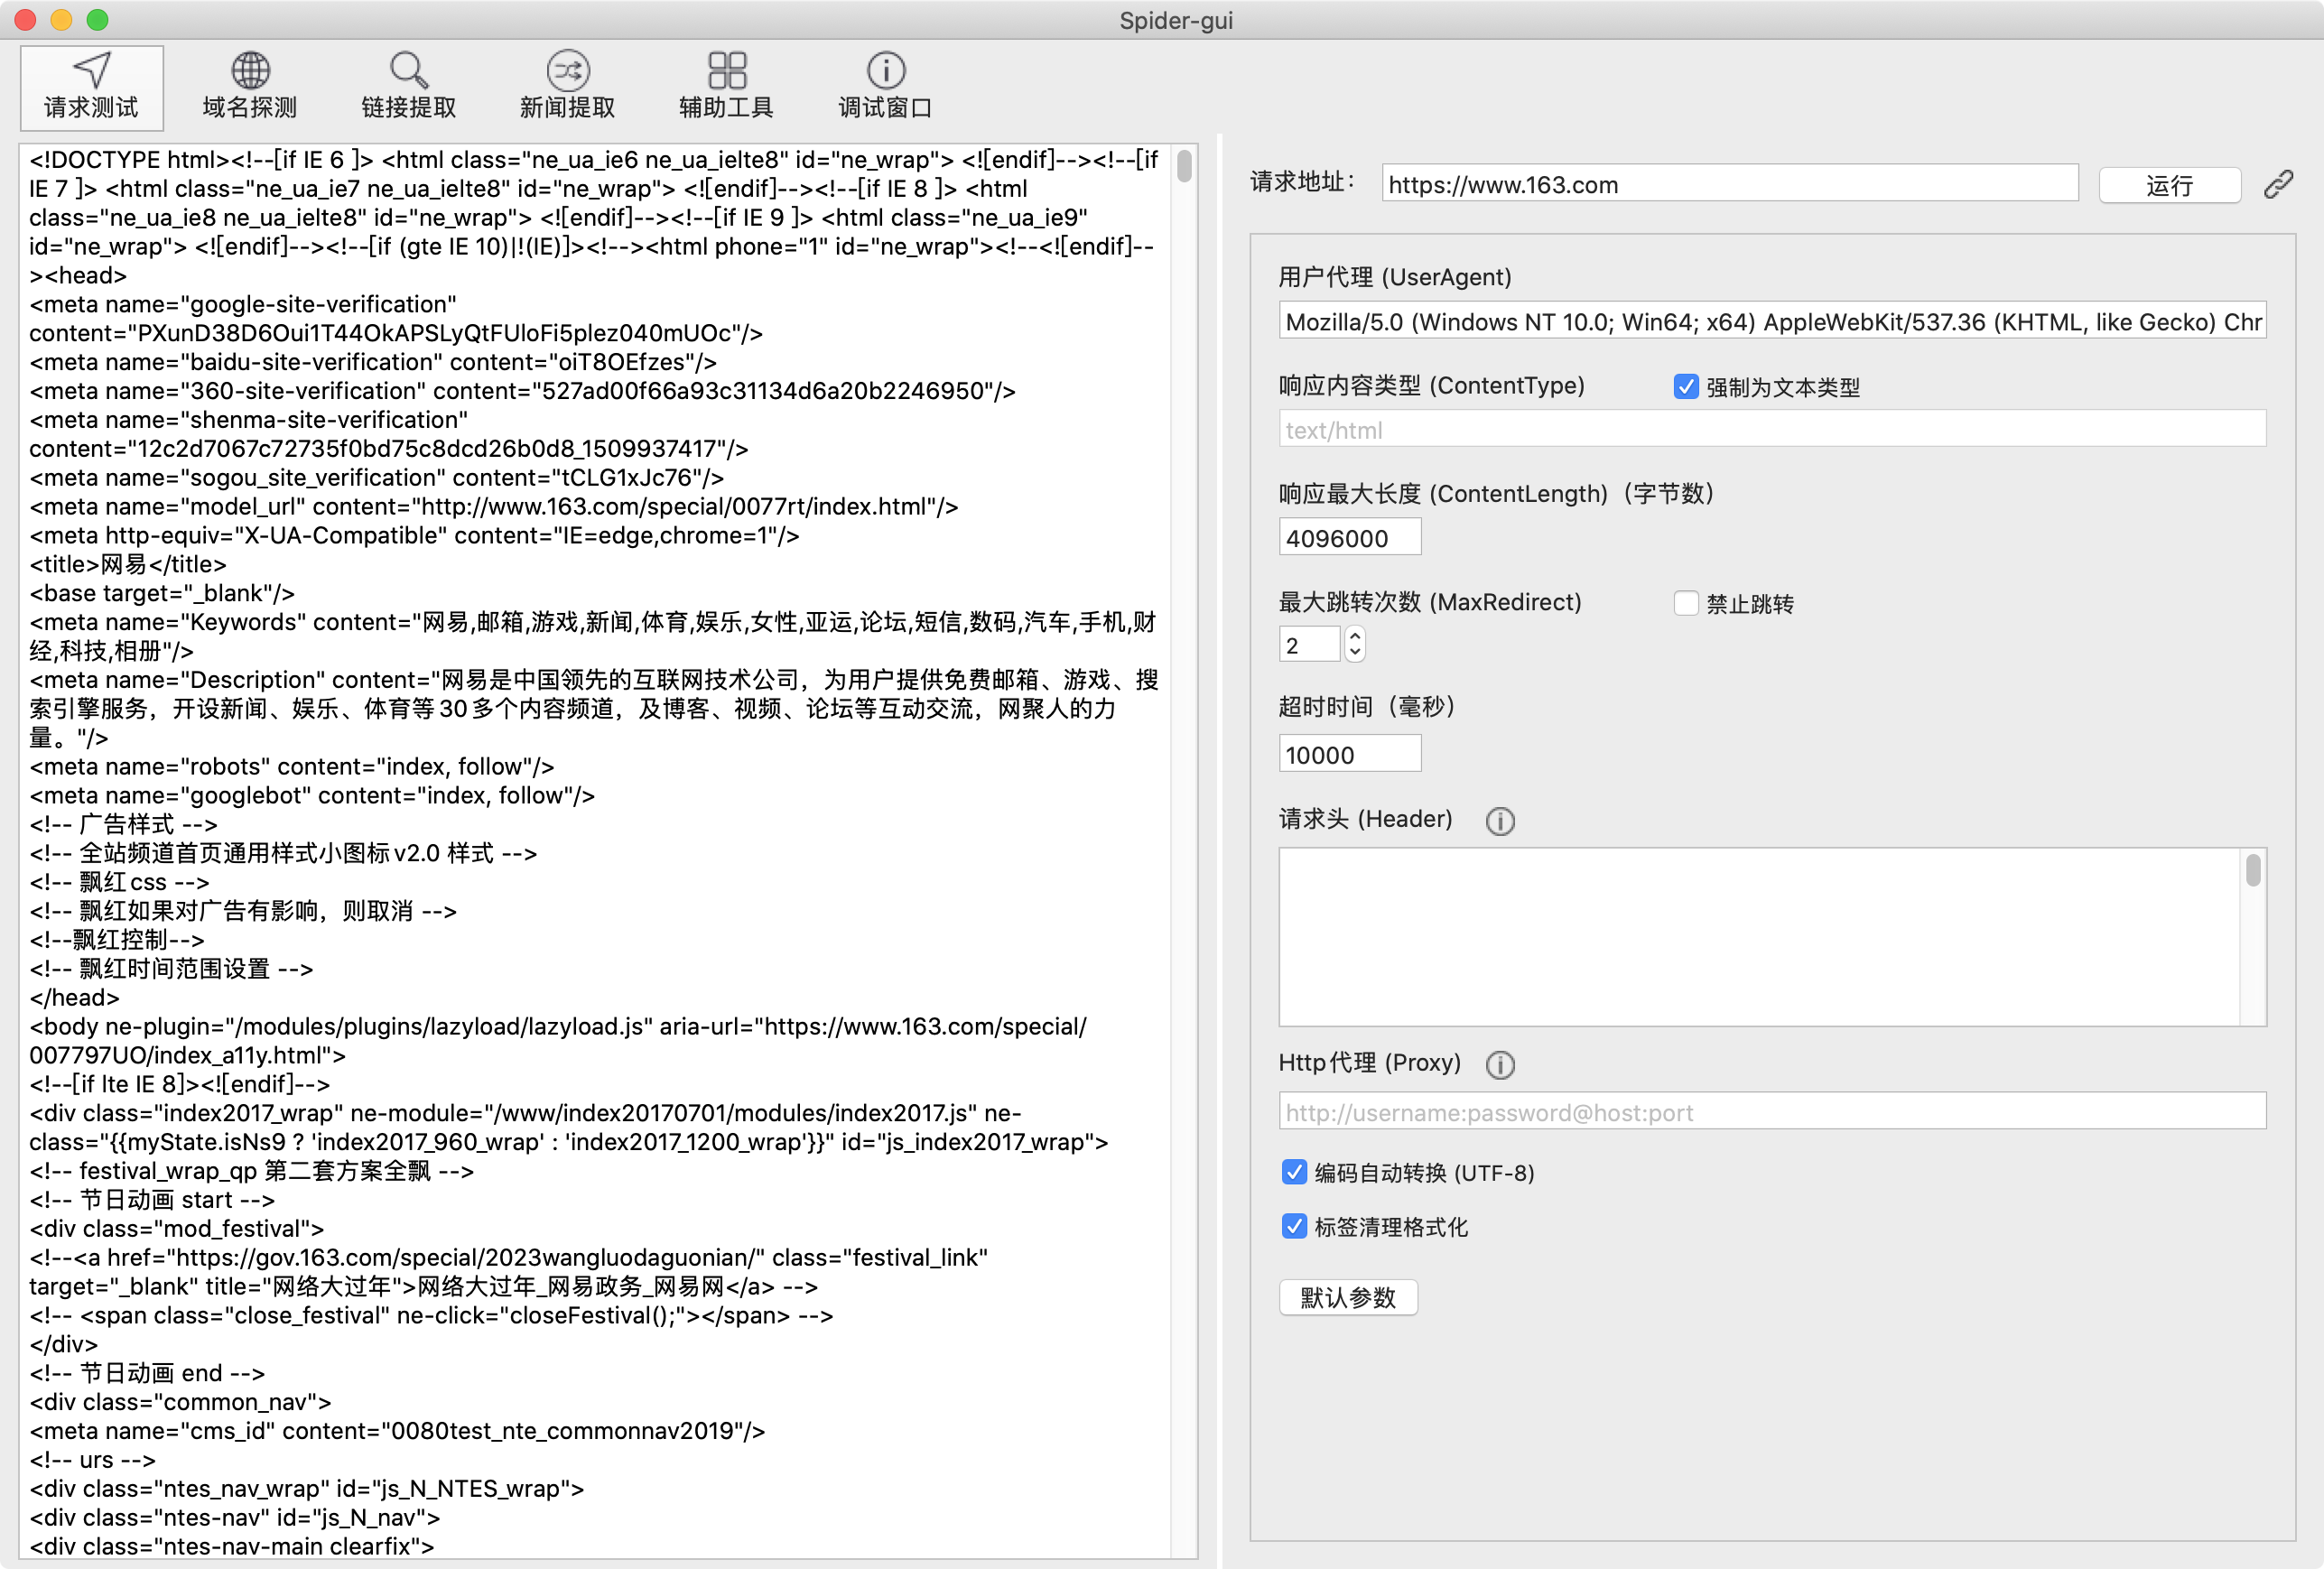 Spider-gui
请求测试
域名探测
链接提取
新闻提取
辅助工具
调试窗口
<!DOCTYPE html><!--[if IE 6 ]> <html class="ne_ua_ie6 ne_ua_ielte8" id="ne_wrap"> <![endif]--><!--[if
IE 7 ]> <html class="ne_ua_ie7 ne_ua_ielte8" id="ne_wrap"> <![endif]--><!--[if IE 8 ]> <html
class="ne_ua_ie8 ne_ua_ielte8" id="ne_wrap"> <![endif]--><!--[if IE 9 ]> <html class="ne_ua_ie9"
id="ne_wrap"> <![endif]--><!--[if (gte IE 10)|!(IE)]><!--><html phone="1" id="ne_wrap"><!--<![endif]--
><head>
<meta name="google-site-verification"
content="PXunD38D6Oui1T44OkAPSLyQtFUloFi5plez040mUOc"/>
<meta name="baidu-site-verification" content="oiT8OEfzes"/>
<meta name="360-site-verification" content="527ad00f66a93c31134d6a20b2246950"/>
<meta name="shenma-site-verification"
content="12c2d7067c72735f0bd75c8dcd26b0d8_1509937417"/>
<meta name="sogou_site_verification" content="tCLG1xJc76"/>
<meta name="model_url" content="http://www.163.com/special/0077rt/index.html"/>
<meta http-equiv="X-UA-Compatible" content="IE=edge,chrome=1"/>
<title>网易</title>
<base target="_blank"/>
<meta name="Keywords" content="网易,邮箱,游戏,新闻,体育,娱乐,女性,亚运,论坛,短信,数码,汽车,手机,财
经,科技,相册"/>
<meta name="Description" content="网易是中国领先的互联网技术公司，为用户提供免费邮箱、游戏、搜
索引擎服务，开设新闻、娱乐、体育等30多个内容频道，及博客、视频、论坛等互动交流，网聚人的力
量。"/>
<meta name="robots" content="index, follow"/>
<meta name="googlebot" content="index, follow"/>
<!-- 广告样式 -->
<!-- 全站频道首页通用样式小图标v2.0 样式 -->
<!-- 飘红css -->
<!-- 飘红如果对广告有影响，则取消 -->
<!--飘红控制-->
<!-- 飘红时间范围设置 -->
</head>
<body ne-plugin="/modules/plugins/lazyload/lazyload.js" aria-url="https://www.163.com/special/
007797UO/index_a11y.html">
<!--[if lte IE 8]><![endif]-->
<div class="index2017_wrap" ne-module="/www/index20170701/modules/index2017.js" ne-
class="{{myState.isNs9 ? 'index2017_960_wrap' : 'index2017_1200_wrap'}}" id="js_index2017_wrap">
<!-- festival_wrap_qp 第二套方案全飘 -->
<!-- 节日动画 start -->
<div class="mod_festival">
<!--<a href="https://gov.163.com/special/2023wangluodaguonian/" class="festival_link"
target="_blank" title="网络大过年">网络大过年_网易政务_网易网</a> -->
<!-- <span class="close_festival" ne-click="closeFestival();"></span> -->
</div>
<!-- 节日动画 end -->
<div class="common_nav">
<meta name="cms_id" content="0080test_nte_commonnav2019"/>
<!-- urs -->
<div class="ntes_nav_wrap" id="js_N_NTES_wrap">
<div class="ntes-nav" id="js_N_nav">
<div class="ntes-nav-main clearfix">
请求地址： https://www.163.com 运行
用户代理 (UserAgent)
Mozilla/5.0 (Windows NT 10.0; Win64; x64) AppleWebKit/537.36 (KHTML, like Gecko) Chr
响应内容类型 (ContentType) 强制为文本类型
text/html
响应最大长度 (ContentLength)（字节数）
4096000
最大跳转次数 (MaxRedirect) 禁止跳转
2
超时时间（毫秒）
10000
请求头 (Header)
Http代理 (Proxy)
http://username:password@host:port
编码自动转换 (UTF-8)
标签清理格式化
默认参数